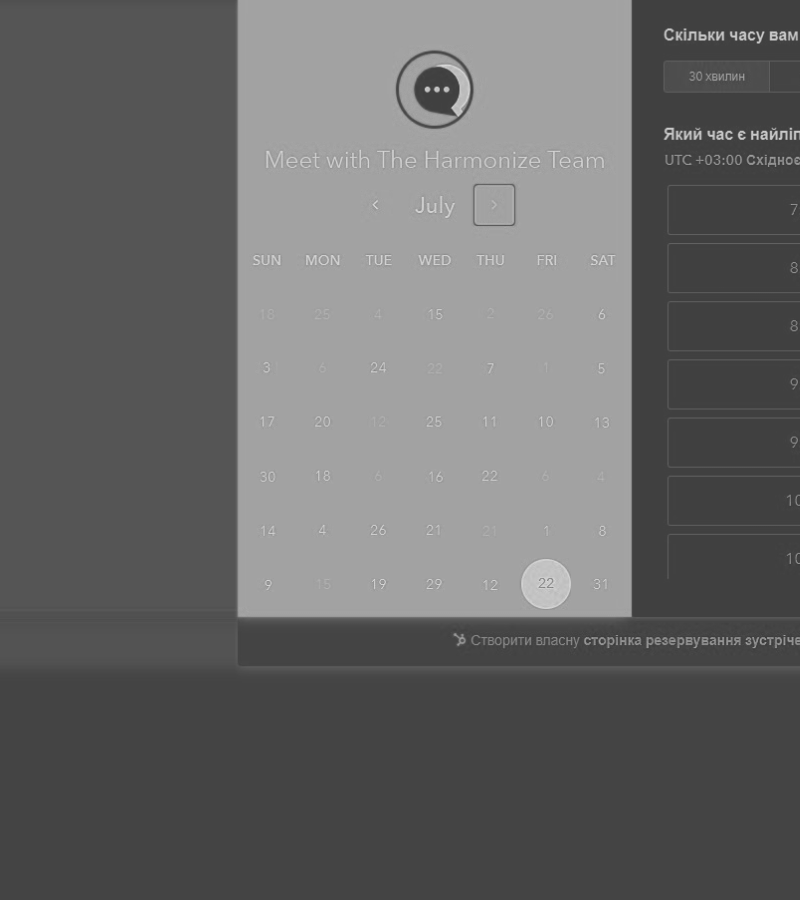 Скільки часу вам
30 хвилин
Meet with The Harmonize Team
July
SUN MON TUE WED THU FRI SAT
18 25 4 15 2 26 6
3 6 24 22 7 1 5
17 20 12 25 11 10 13
30 18 6 16 22 6 4
14 4 26 21 21 1 8
9 15 19 29 12 22 31
Який час є найліп
UTC +03:00 Східноє
7
8
8
9
9
10
10
Створити власну сторінка резервування зустріче